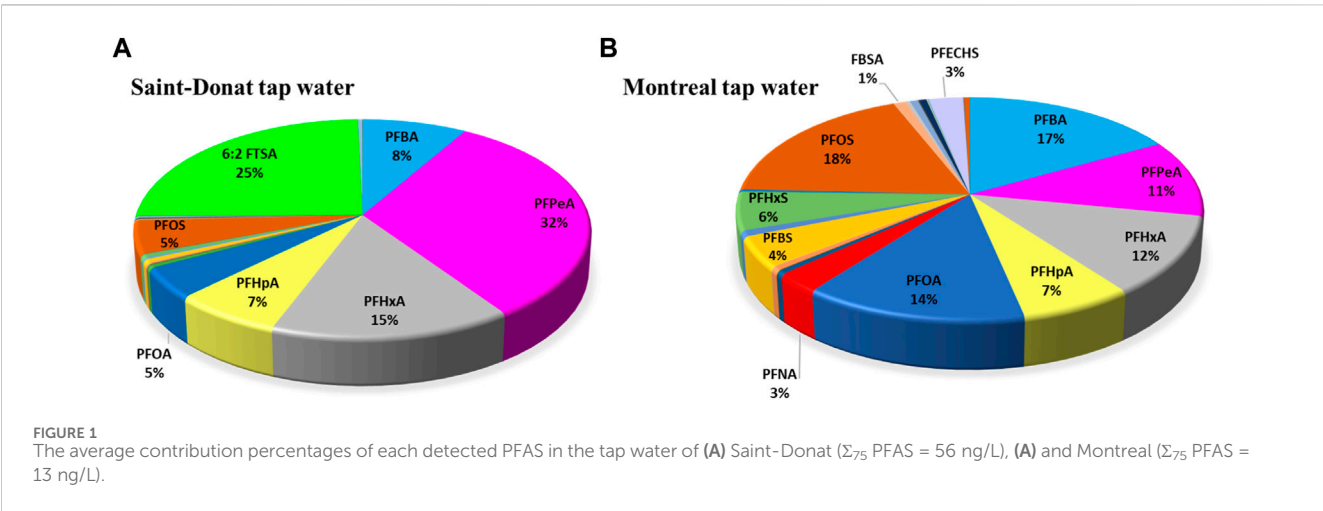 A
Saint-Donat tap water
PFBA
8%
PFPeA
32%
PFHxA
15%
PFHpA
7%
PFOA
5%
PFOS
5%
6:2 FTSA
25%
B
Montreal tap water
FBSA
1%
PFECHS
3%
PFBA
17%
PFPeA
11%
PFHxA
12%
PFHpA
7%
PFOA
14%
PFNA
3%
PFBS
4%
PFHxS
6%
PFOS
18%
FIGURE 1
The average contribution percentages of each detected PFAS in the tap water of (A) Saint-Donat (Σ₇₅ PFAS = 56 ng/L), (A) and Montreal (Σ₇₅ PFAS =
13 ng/L).